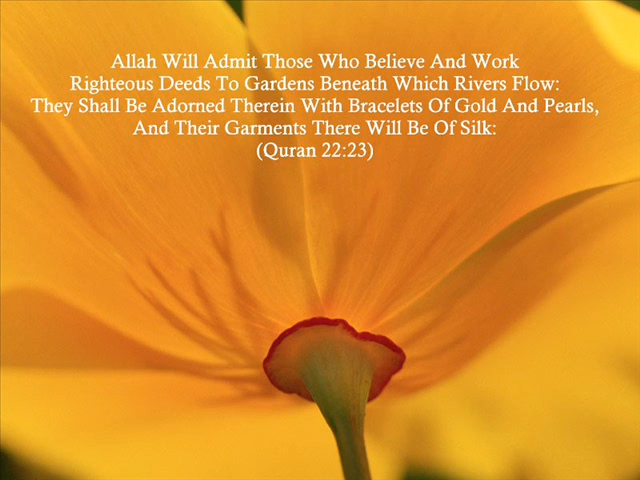 Allah Will Admit Those Who Believe And Work
Righteous Deeds To Gardens Beneath Which Rivers Flow:
They Shall Be Adorned Therein With Bracelets Of Gold And Pearls,
And Their Garments There Will Be Of Silk:
(Quran 22:23)